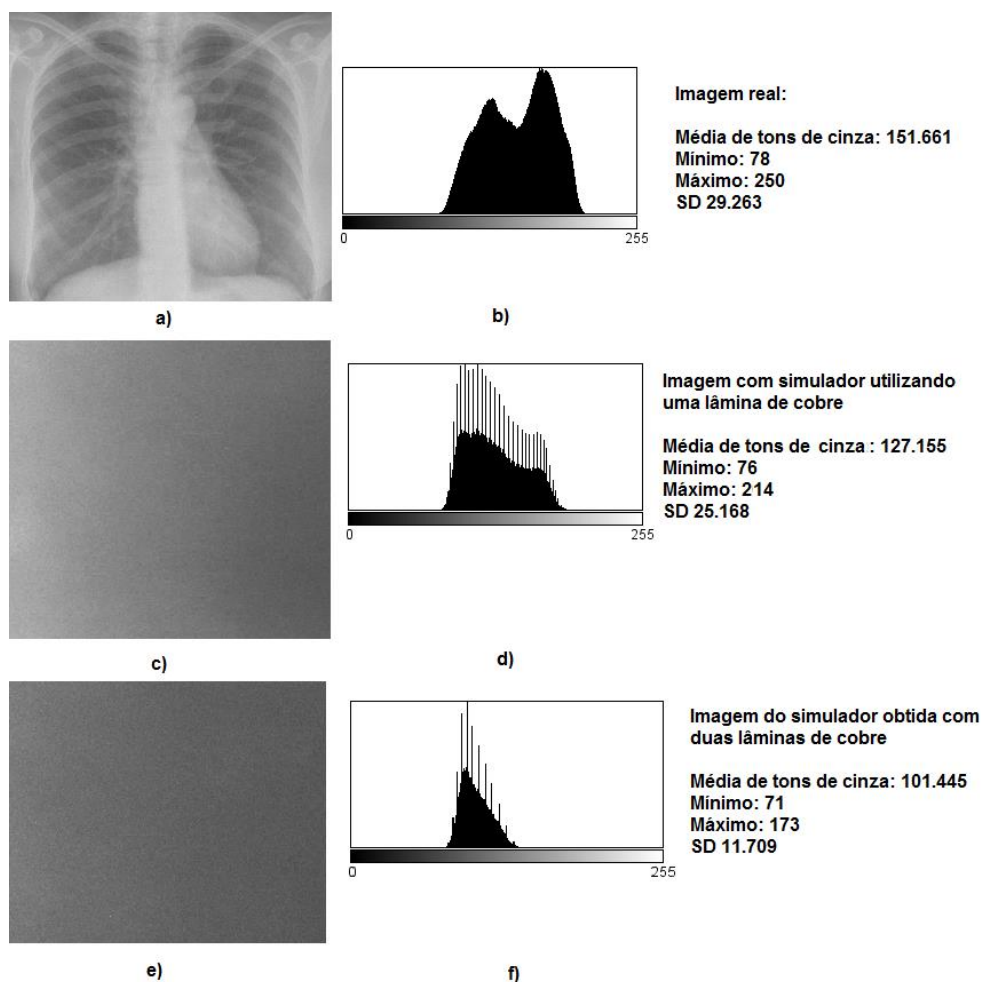 Imagem real:
Média de tons de cinza: 151.661
Mínimo: 78
Máximo: 250
SD 29.263
0 255
a) b)
Imagem com simulador utilizando
uma lâmina de cobre
Média de tons de cinza : 127.155
Mínimo: 76
Máximo: 214
SD 25.168
0 255
c) d)
Imagem do simulador obtida com
duas lâminas de cobre
Média de tons de cinza: 101.445
Mínimo: 71
Máximo: 173
SD 11.709
0 255
e) f)